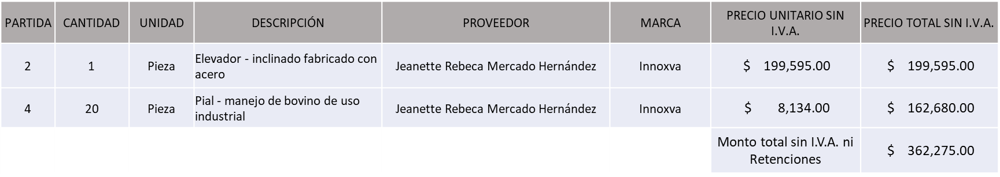 PARTIDA CANTIDAD UNIDAD DESCRIPCIÓN PROVEEDOR MARCA PRECIO UNITARIO SIN I.V.A. PRECIO TOTAL SIN I.V.A.
2 1 Pieza Elevador - inclinado fabricado con acero Jeanette Rebeca Mercado Hernández Innoxva $ 199,595.00 $ 199,595.00
4 20 Pieza Pial - manejo de bovino de uso industrial Jeanette Rebeca Mercado Hernández Innoxva $ 8,134.00 $ 162,680.00
Monto total sin I.V.A. ni Retenciones $ 362,275.00